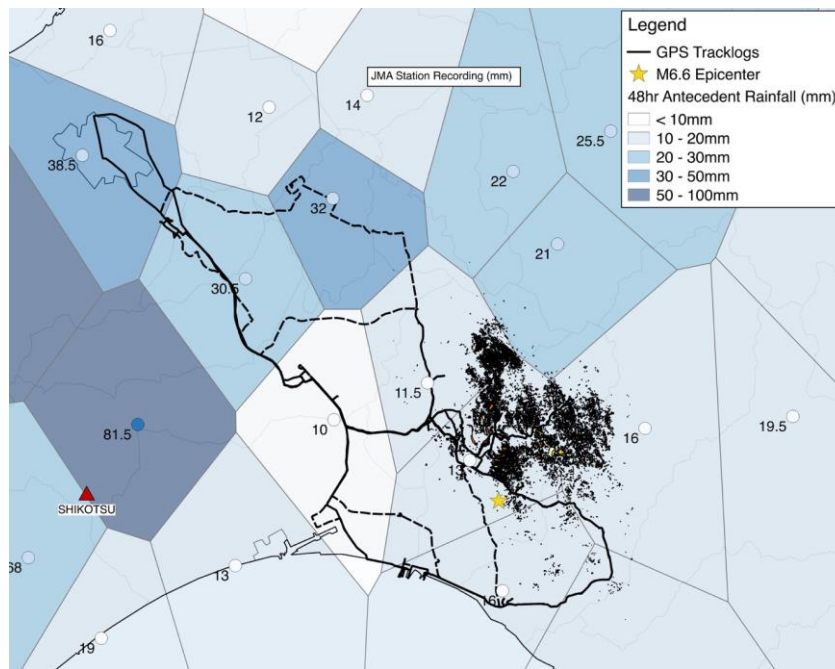 Legend
GPS Tracklogs
M6.6 Epicenter
48hr Antecedent Rainfall (mm)
< 10mm
10 - 20mm
20 - 30mm
30 - 50mm
50 - 100mm
JMA Station Recording (mm)
16
12
14
25.5
38.5
22
32
21
30.5
11.5
10
81.5
16
19.5
13
SHIKOTSU
68
13
16
19